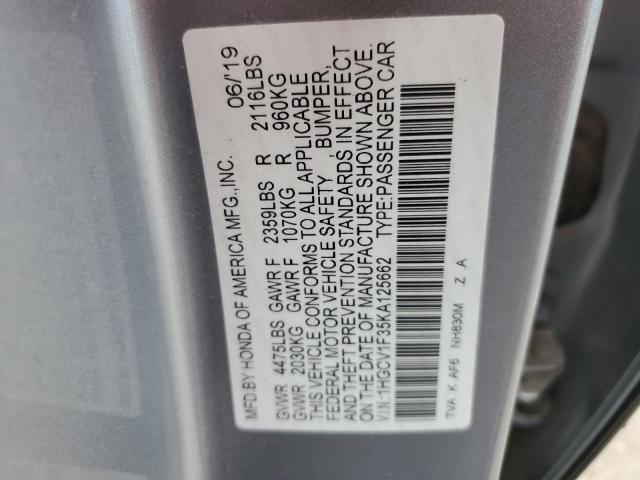 MFD.BY HONDA OF AMERICA MFG.,INC. 06/'19
GVWR 4475LBS GAWR F 2359LBS R 2116LBS
GVWR 2030KG GAWR F 1070KG R 960KG
THIS VEHICLE CONFORMS TO ALL APPLICABLE
FEDERAL MOTOR VEHICLE SAFETY, BUMPER,
AND THEFT PREVENTION STANDARDS IN EFFECT
ON THE DATE OF MANUFACTURE SHOWN ABOVE.
V.I.N.:1HGCV1F35KA125662 TYPE:PASSENGER CAR
TVA K AF6 NH830M Z A